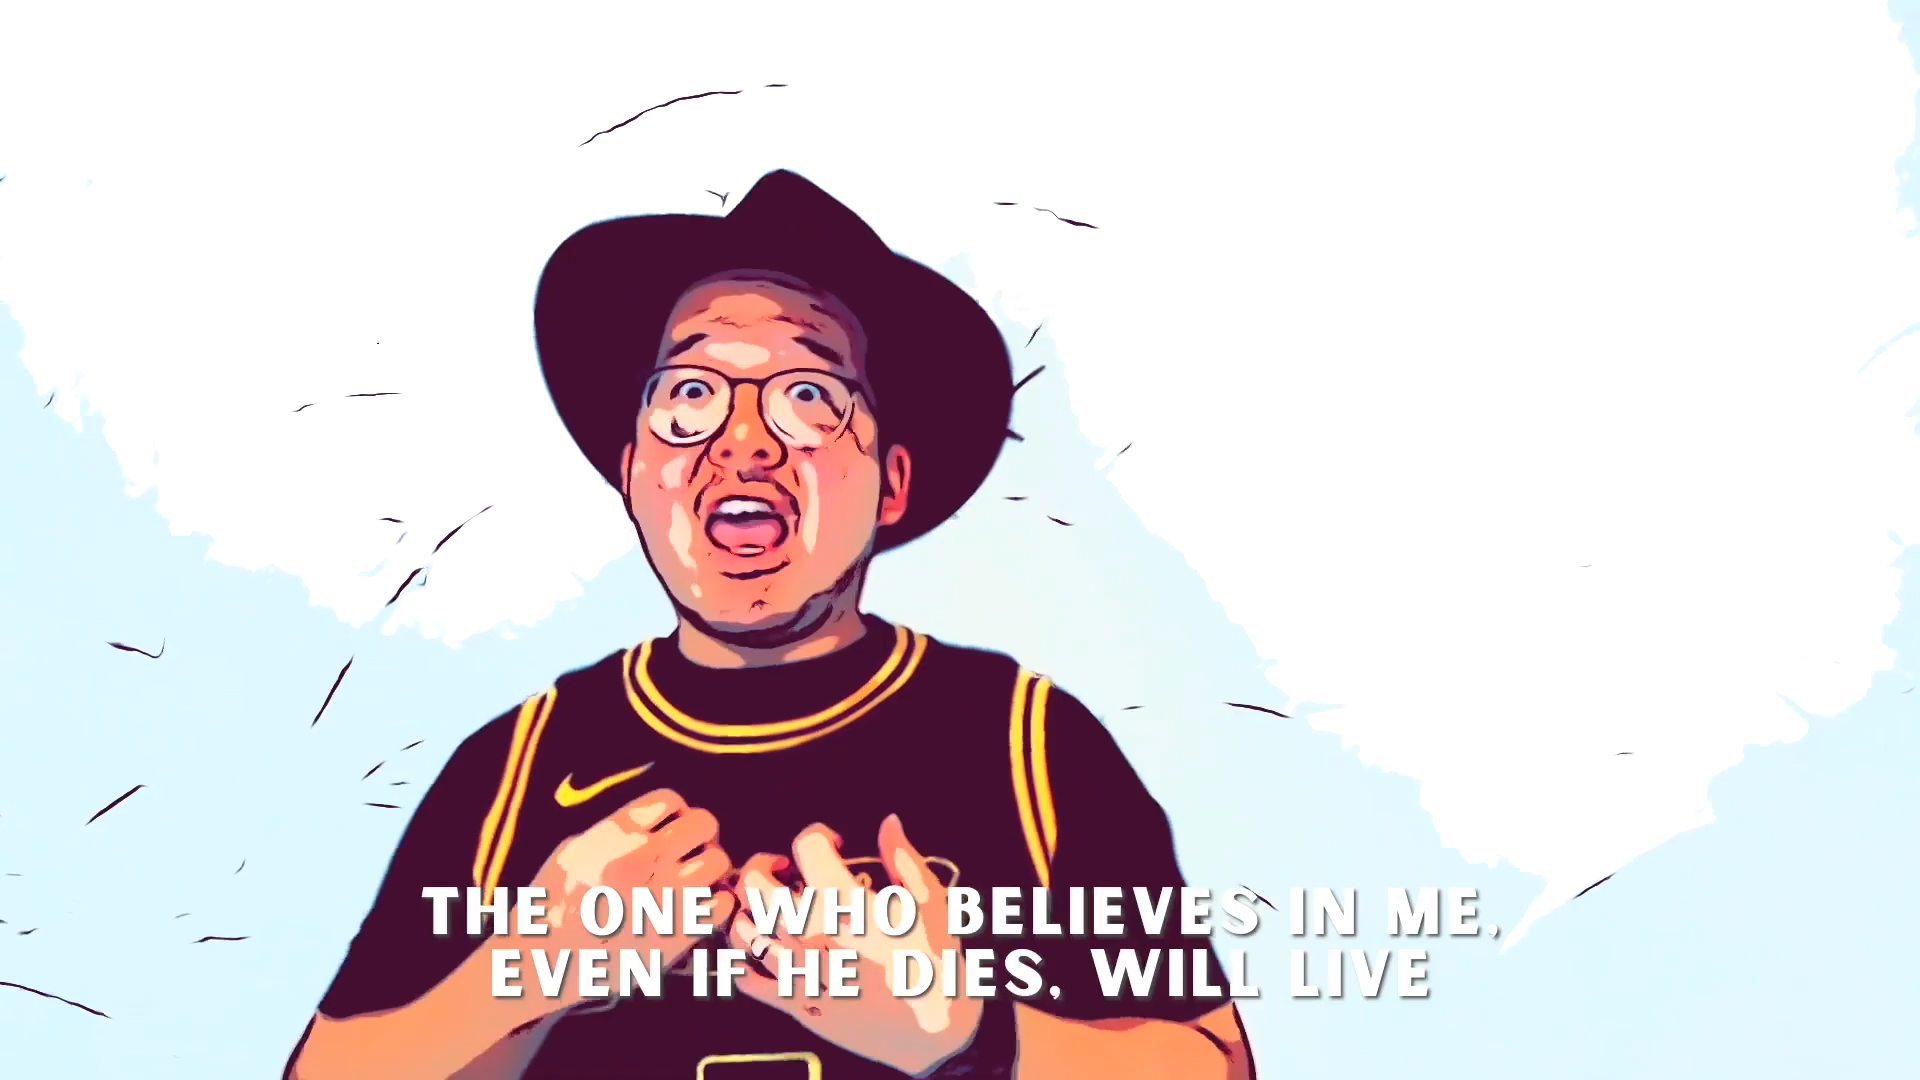 THE ONE WHO BELIEVES IN ME,
EVEN IF HE DIES, WILL LIVE